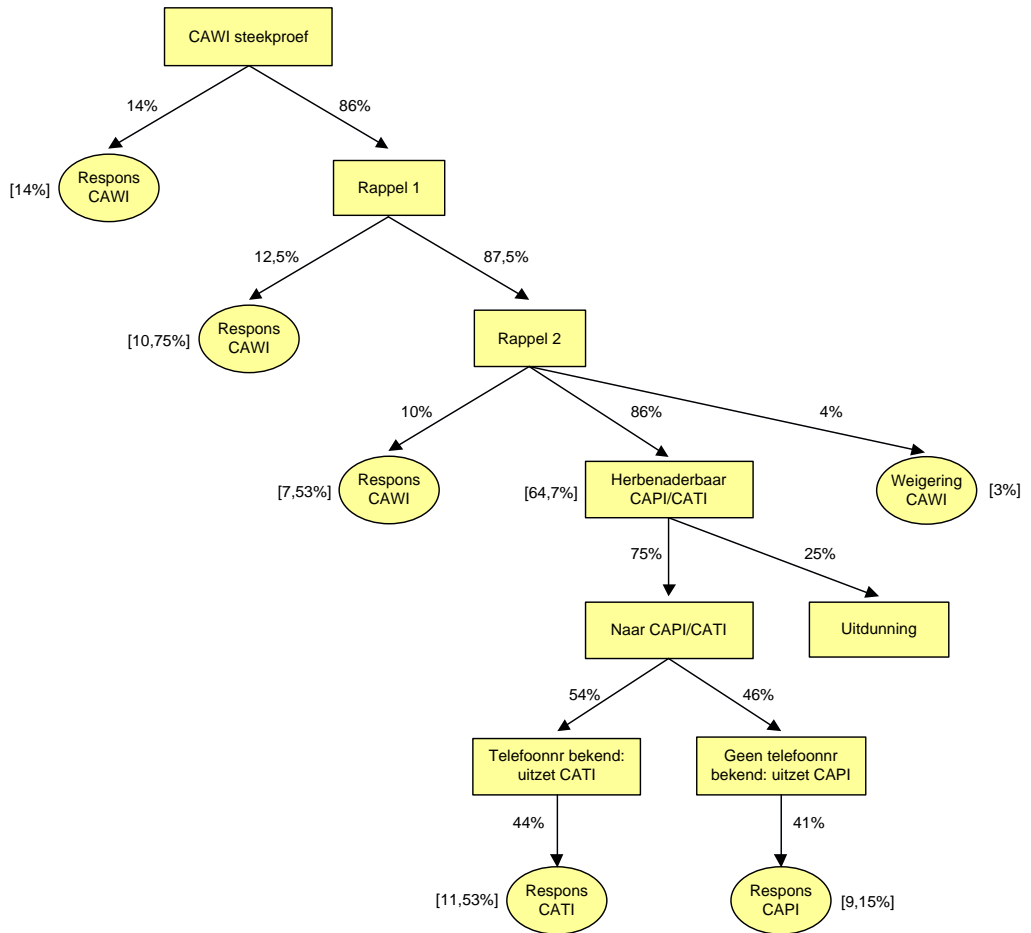 CAWI steekproef
14%
86%
[14%]
Respons
CAWI
Rappel 1
12,5%
87,5%
[10,75%]
Respons
CAWI
Rappel 2
10%
86%
4%
[7,53%]
Respons
CAWI
[64,7%]
Herbenaderbaar
CAPI/CATI
Weigering
CAWI
[3%]
75%
25%
Naar CAPI/CATI
Uitdunning
54%
46%
Telefoonnr bekend:
uitzet CATI
Geen telefoonnr
bekend: uitzet CAPI
44%
41%
[11,53%]
Respons
CATI
Respons
CAPI
[9,15%]